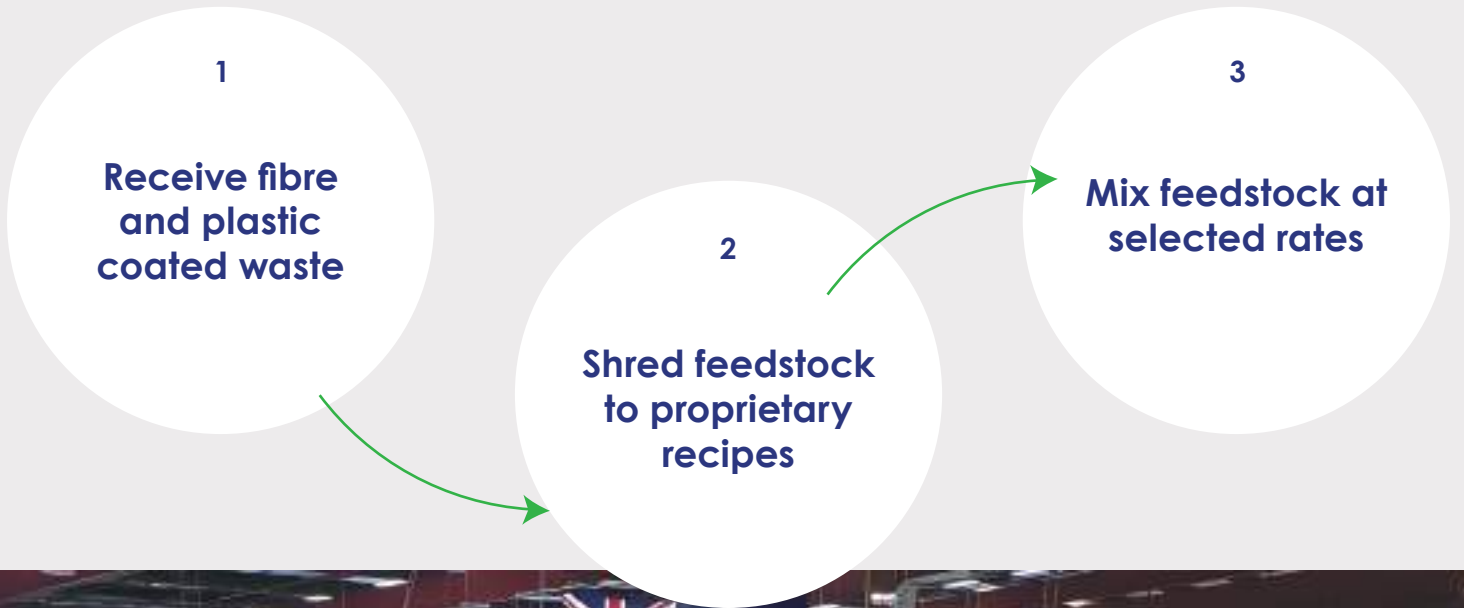 1
Receive fibre
and plastic
coated waste
2
Shred feedstock
to proprietary
recipes
3
Mix feedstock at
selected rates